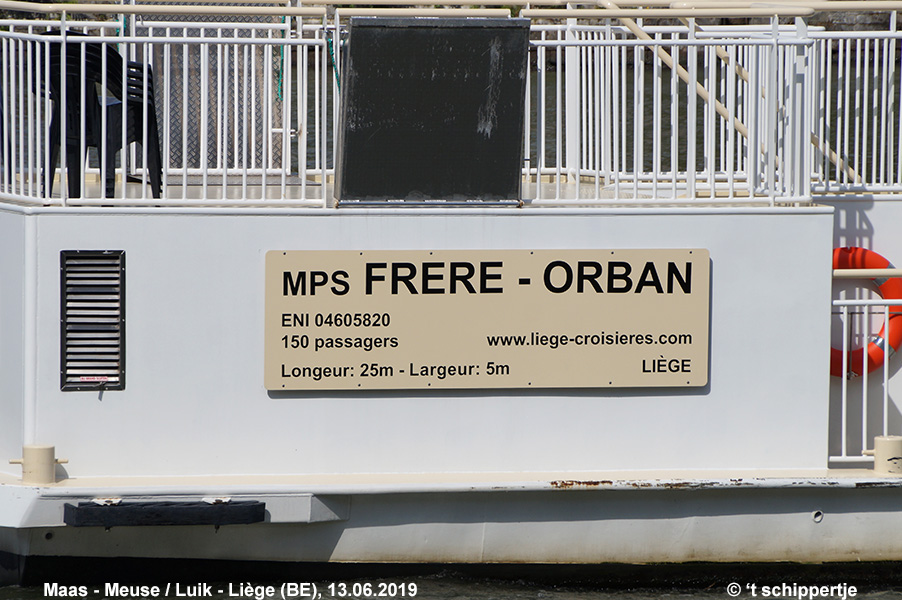 MPS FRERE - ORBAN
ENI 04605820
150 passagers www.liege-croisieres.com
Longeur: 25m - Largeur: 5m LIÈGE
Maas - Meuse / Luik - Liège (BE), 13.06.2019 © 't schippertje